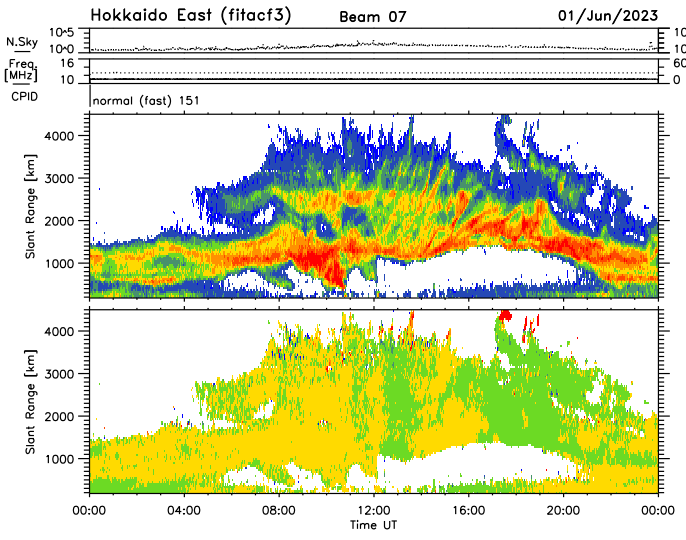 Hokkaido East (fitacf3) Beam 07 01/Jun/2023
N.Sky 10^5 10^0 10 10
Freq. [MHz] 16 10 60 0
CPID normal (fast) 151
Slant Range [km] 4000 3000 2000 1000
Slant Range [km] 4000 3000 2000 1000
00:00 04:00 08:00 12:00 16:00 20:00 00:00
Time UT